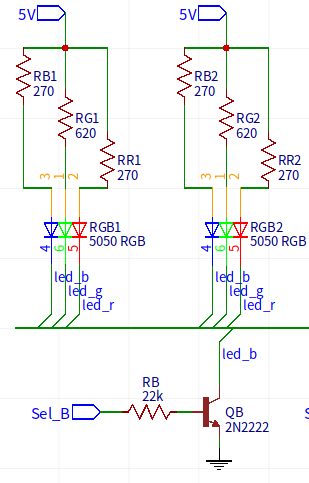 5V
5V
RB1
270
RB2
270
RG1
620
RG2
620
RR1
270
RR2
270
3 1 2
3 1 2
RGB1
5050 RGB
RGB2
5050 RGB
4 6 5
4 6 5
led_b
led_g
led_r
led_b
led_g
led_r
led_b
RB
22k
Sel_B
QB
2N2222
S